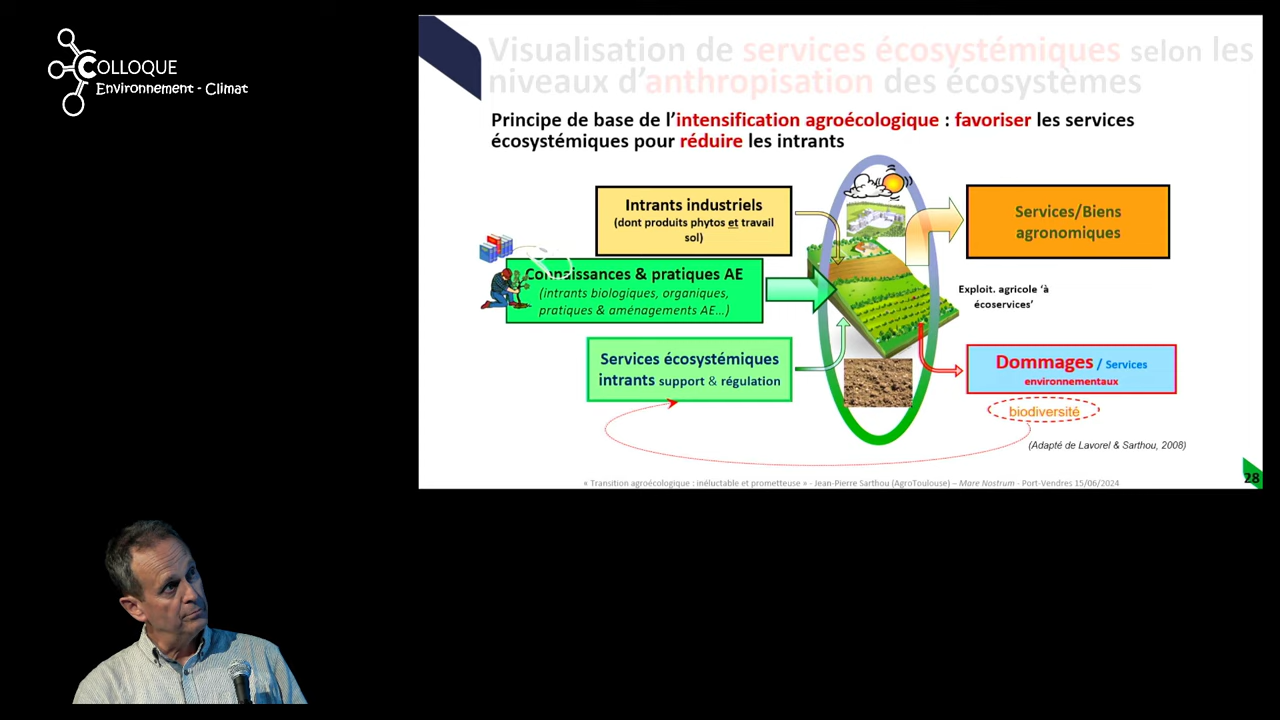 COLLOQUE
Environnement - Climat
Visualisation de services écosystémiques selon les
niveaux d’anthropisation des écosystèmes
Principe de base de l’intensification agroécologique : favoriser les services
écosystémiques pour réduire les intrants
Intrants industriels
(dont produits phytos et travail
sol)
Services/Biens
agronomiques
Connaissances & pratiques AE
(intrants biologiques, organiques,
pratiques & aménagements AE…)
Exploit. agricole ‘à
écoservices’
Services écosystémiques
intrants support & régulation
Dommages / Services
environnementaux
biodiversité
(Adapté de Lavorel & Sarthou, 2008)
« Transition agroécologique : inéluctable et prometteuse » - Jean-Pierre Sarthou (AgroToulouse) – Mare Nostrum - Port-Vendres 15/06/2024
28